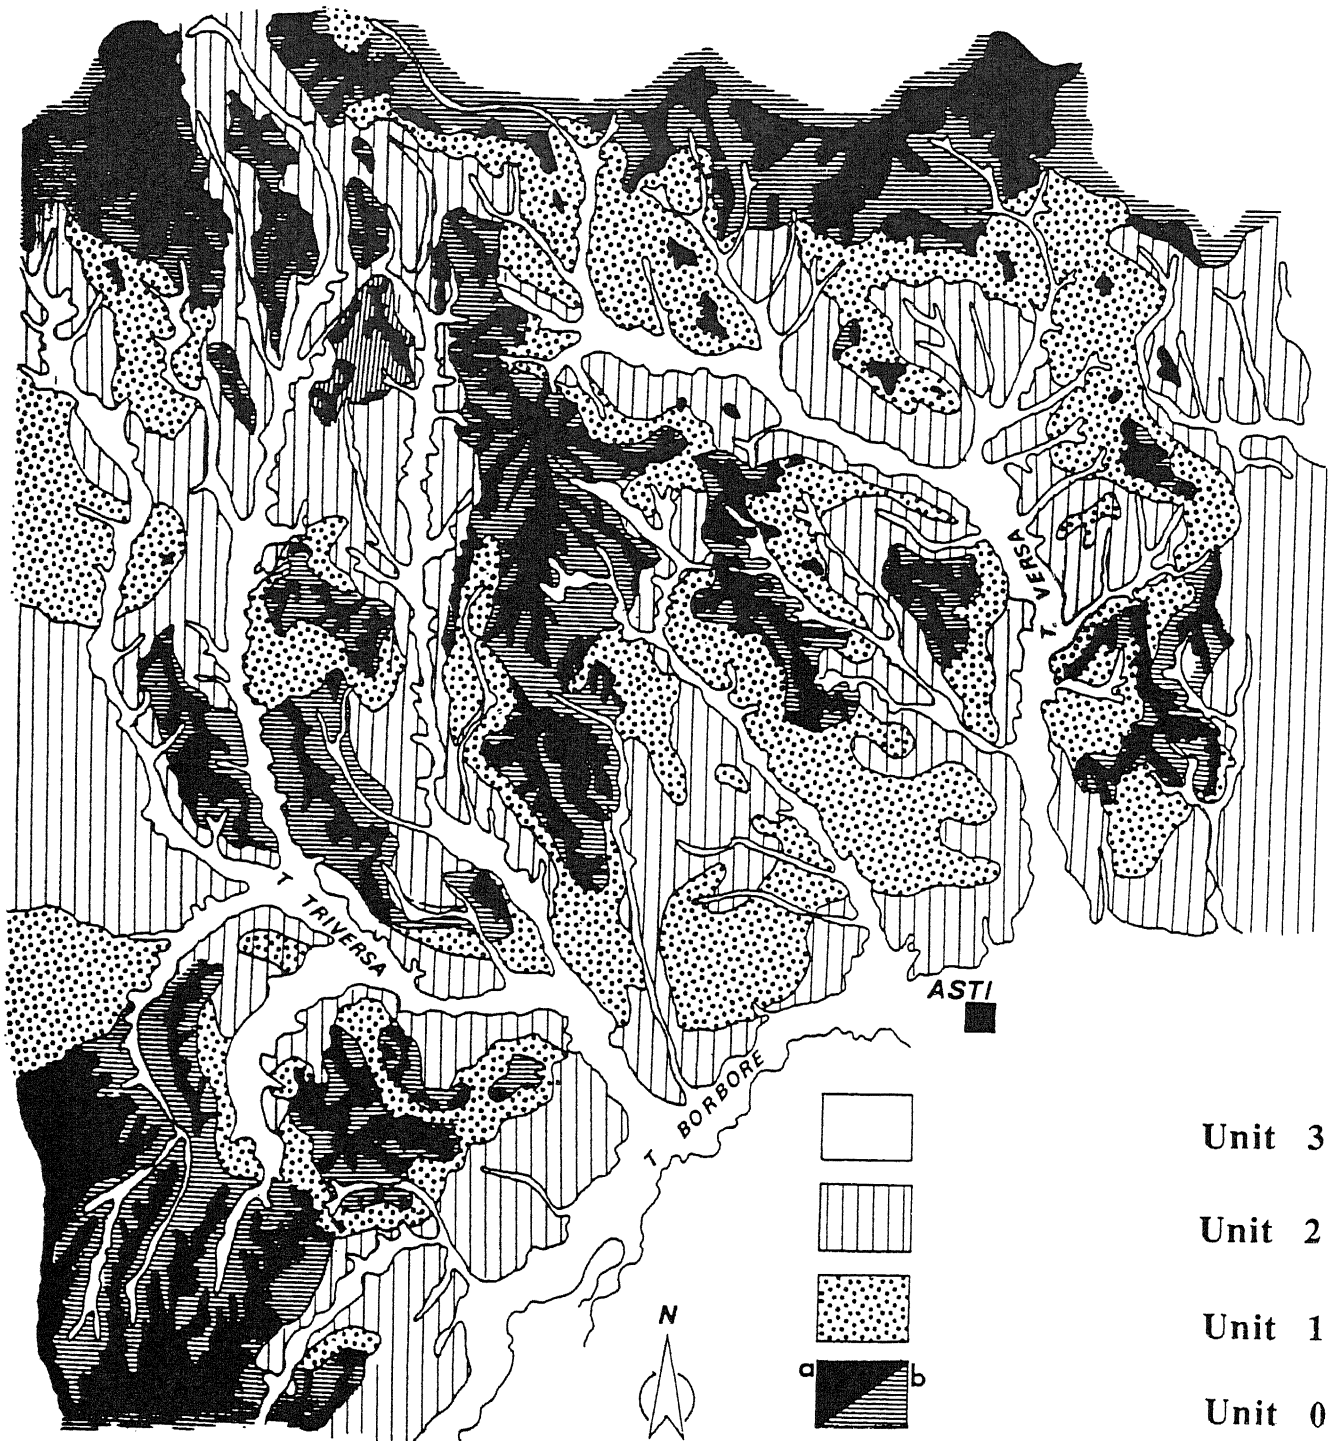 T. VERSA
T TRIVERSA
ASTI
T BORBORE
Unit 3
Unit 2
Unit 1
a b
Unit 0
N